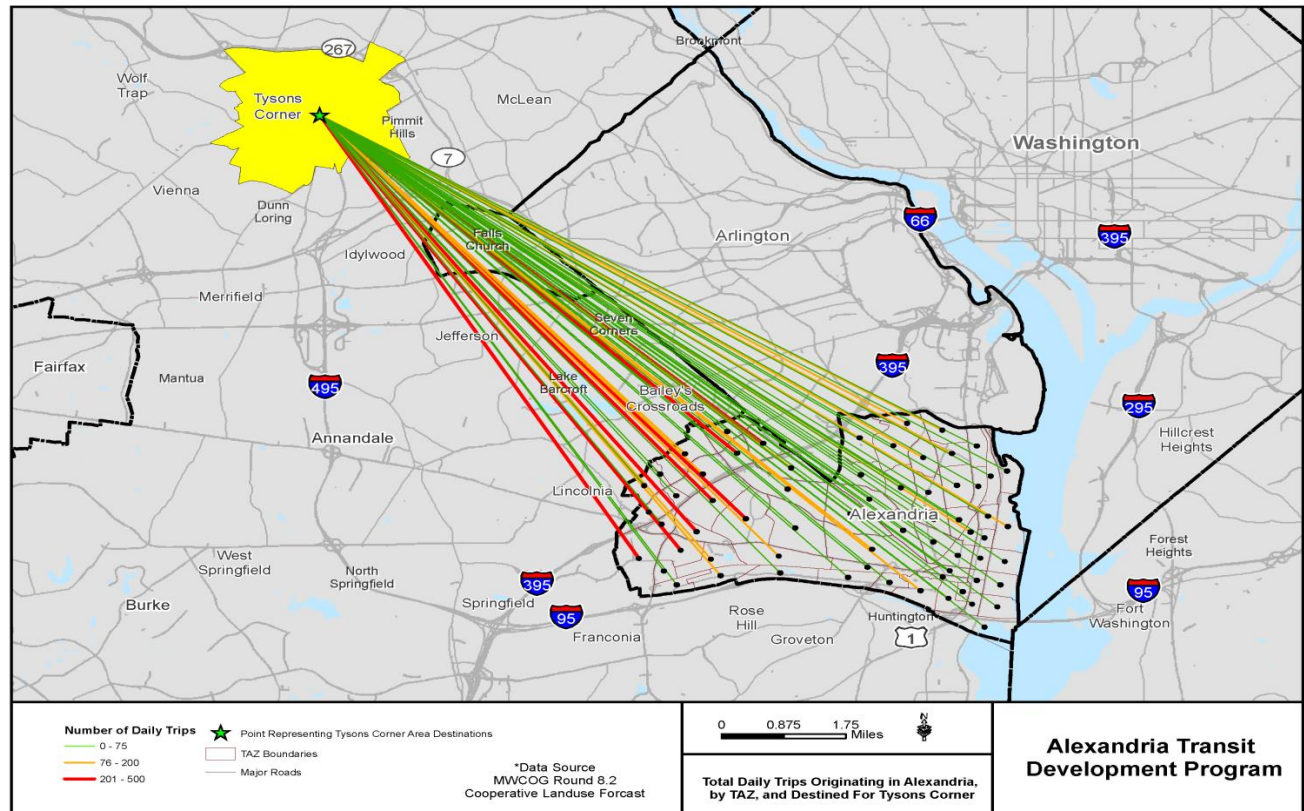 Brookmont
267
Wolf
Trap
Tysons
Corner
McLean
Pimmit
Hills
Washington
7
Vienna
Dunn
Loring
66
395
Falls
Church
Arlington
Idylwood
Merrifield
Seven
Corners
Jefferson
Fairfax
Mantua
495
Lake
Barcroft
Bailey's
Crossroads
395
295
Hillcrest
Heights
Annandale
Lincolnia
Alexandria
Forest
Heights
West
Springfield
North
Springfield
395
Burke
Springfield
95
Franconia
Rose
Hill
Groveton
Huntington
1
95
Fort
Washington
Number of Daily Trips
0 - 75
76 - 200
201 - 500
Point Representing Tysons Corner Area Destinations
TAZ Boundaries
Major Roads
*Data Source
MWCOG Round 8.2
Cooperative Landuse Forcast
0 0.875 1.75
Miles
N
Total Daily Trips Originating in Alexandria,
by TAZ, and Destined For Tysons Corner
Alexandria Transit
Development Program